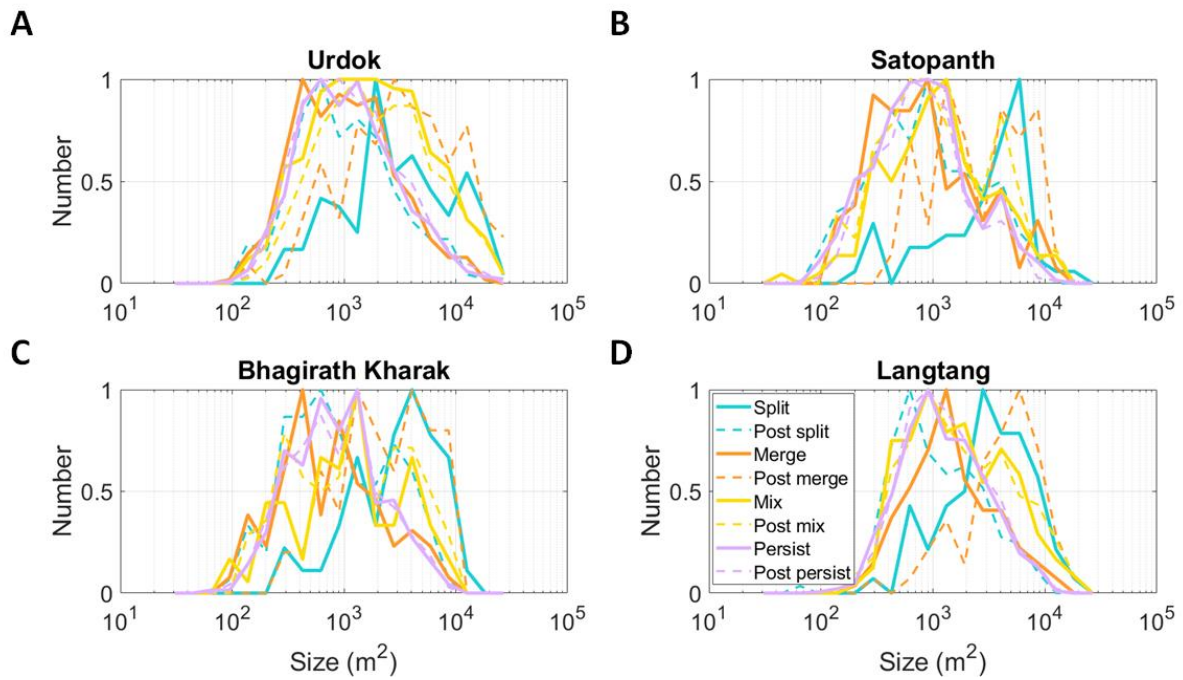 A
B
Urdok
Satopanth
Number
1
0.5
0
10^1
10^2
10^3
10^4
10^5
Number
1
0.5
0
10^1
10^2
10^3
10^4
10^5
C
D
Bhagirath Kharak
Langtang
Number
1
0.5
0
10^1
10^2
10^3
10^4
10^5
Size (m^2)
Number
1
0.5
0
Split
Post split
Merge
Post merge
Mix
Post mix
Persist
Post persist
10^1
10^2
10^3
10^4
10^5
Size (m^2)